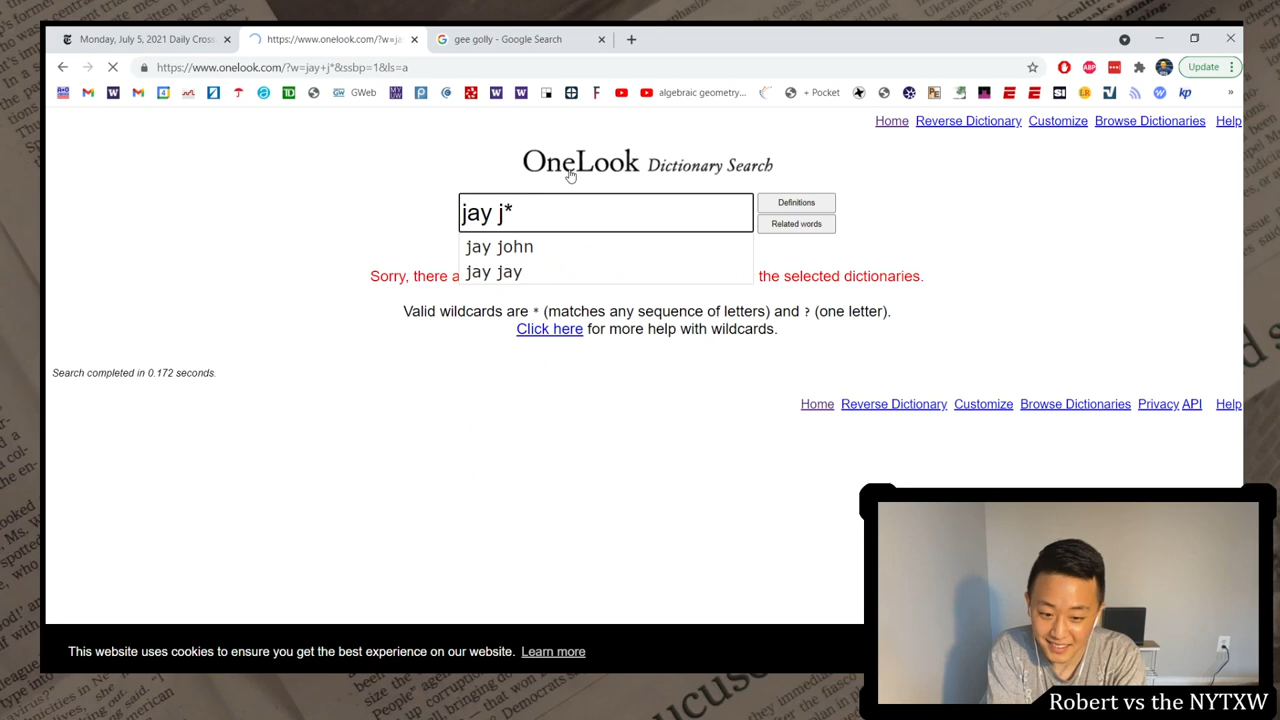 Monday, July 5, 2021 Daily Cross
https://www.onelook.com/?w=ja
gee golly - Google Search
https://www.onelook.com/?w=jay+j*&ssbp=1&ls=a
Update
GWeb
algebraic geometry...
+ Pocket
Home Reverse Dictionary Customize Browse Dictionaries Help
OneLook Dictionary Search
jay j*
Definitions
Related words
jay john
jay jay
Sorry, there a the selected dictionaries.
Valid wildcards are * (matches any sequence of letters) and ? (one letter).
Click here for more help with wildcards.
Search completed in 0.172 seconds.
Home Reverse Dictionary Customize Browse Dictionaries Privacy API Help
This website uses cookies to ensure you get the best experience on our website. Learn more
Robert vs the NYTXW